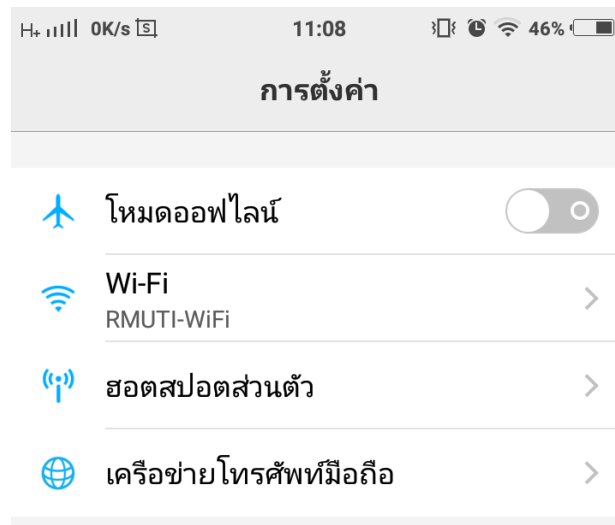 H+ 0K/s S 11:08 46%
การตั้งค่า
โหมดออฟไลน์
Wi-Fi
RMUTI-WiFi
ฮอตสปอตส่วนตัว
เครือข่ายโทรศัพท์มือถือ